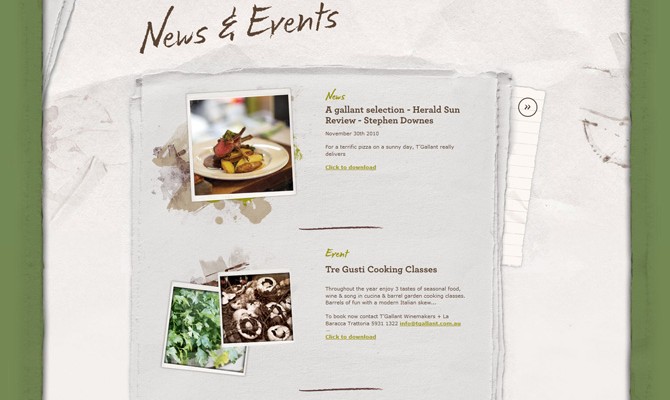 News & Events
»
News
A gallant selection - Herald Sun
Review - Stephen Downes
November 30th 2010
For a terrific pizza on a sunny day, T'Gallant really
delivers
Click to download
Event
Tre Gusti Cooking Classes
Throughout the year enjoy 3 tastes of seasonal food,
wine & song in cucina & barrel garden cooking classes.
Barrels of fun with a modern Italian skew...
To book now contact T'Gallant Winemakers + La
Baracca Trattoria 5931 1322 info@tgallant.com.au
...
Click to download